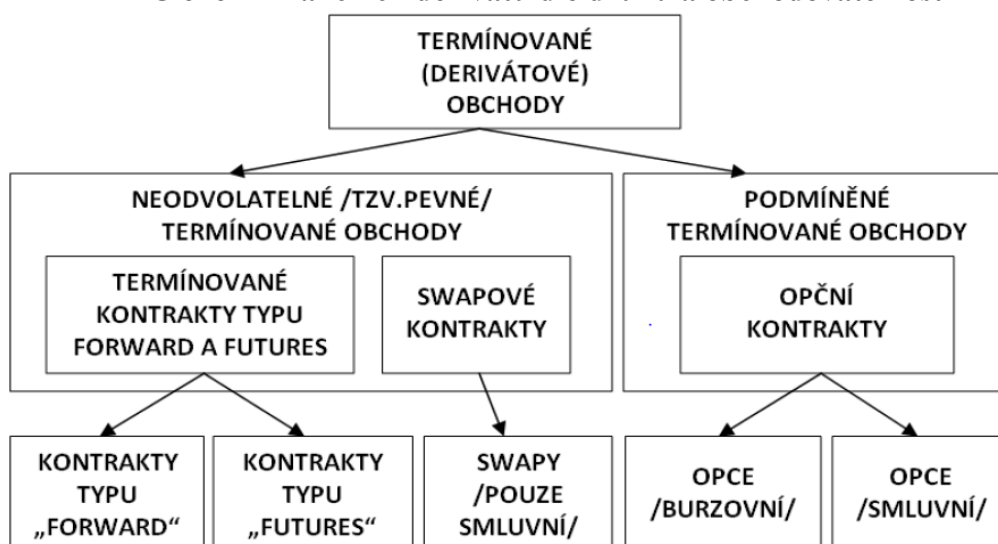 TERMÍNOVANÉ
(DERIVÁTOVÉ)
OBCHODY
NEODVOLATELNÉ /TZV.PEVNÉ/
TERMÍNOVANÉ OBCHODY
PODMÍNĚNÉ
TERMÍNOVANÉ OBCHODY
TERMÍNOVANÉ
KONTRAKTY TYPU
FORWARD A FUTURES
SWAPOVÉ
KONTRAKTY
OPČNÍ
KONTRAKTY
KONTRAKTY
TYPU
„FORWARD“
KONTRAKTY
TYPU
„FUTURES“
SWAPY
/POUZE
SMLUVNÍ/
OPCE
/BURZOVNÍ/
OPCE
/SMLUVNÍ/